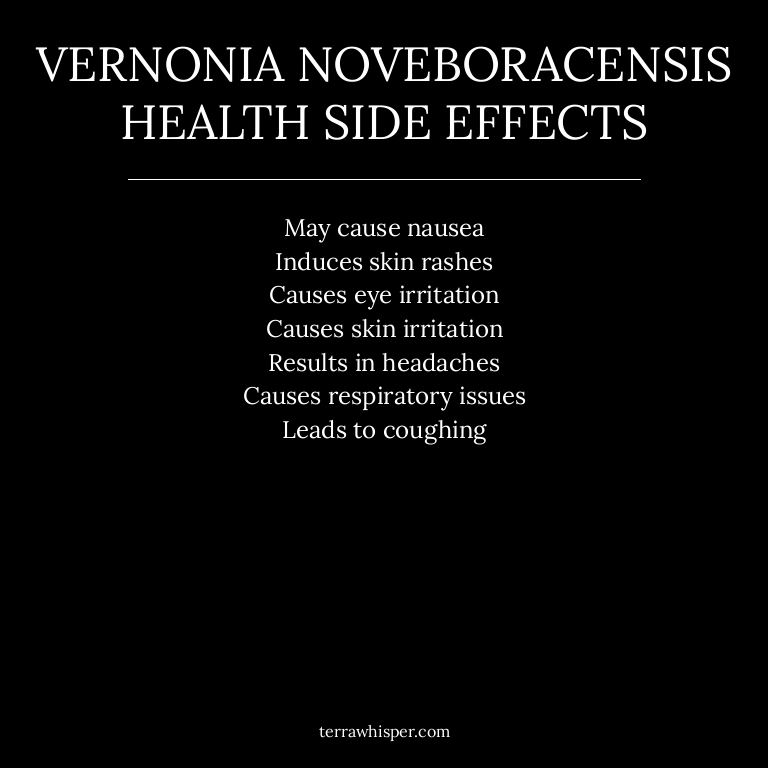 VERNONIA NOVEBORACENSIS
HEALTH SIDE EFFECTS
May cause nausea
Induces skin rashes
Causes eye irritation
Causes skin irritation
Results in headaches
Causes respiratory issues
Leads to coughing
terrawhisper.com